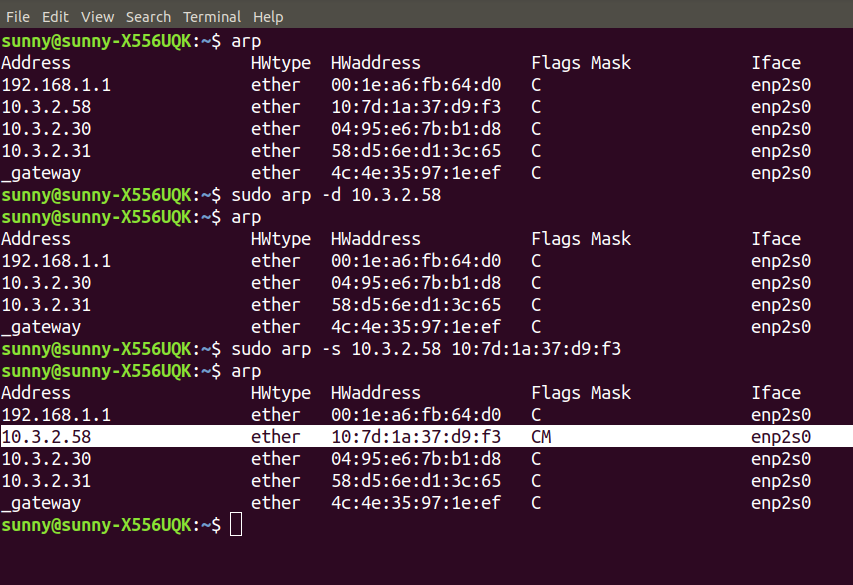 File Edit View Search Terminal Help
sunny@sunny-X556UQK:~$ arp
Address HWtype HWaddress Flags Mask Iface
192.168.1.1 ether 00:1e:a6:fb:64:d0 C enp2s0
10.3.2.58 ether 10:7d:1a:37:d9:f3 C enp2s0
10.3.2.30 ether 04:95:e6:7b:b1:d8 C enp2s0
10.3.2.31 ether 58:d5:6e:d1:3c:65 C enp2s0
_gateway ether 4c:4e:35:97:1e:ef C enp2s0
sunny@sunny-X556UQK:~$ sudo arp -d 10.3.2.58
sunny@sunny-X556UQK:~$ arp
Address HWtype HWaddress Flags Mask Iface
192.168.1.1 ether 00:1e:a6:fb:64:d0 C enp2s0
10.3.2.30 ether 04:95:e6:7b:b1:d8 C enp2s0
10.3.2.31 ether 58:d5:6e:d1:3c:65 C enp2s0
_gateway ether 4c:4e:35:97:1e:ef C enp2s0
sunny@sunny-X556UQK:~$ sudo arp -s 10.3.2.58 10:7d:1a:37:d9:f3
sunny@sunny-X556UQK:~$ arp
Address HWtype HWaddress Flags Mask Iface
192.168.1.1 ether 00:1e:a6:fb:64:d0 C enp2s0
10.3.2.58 ether 10:7d:1a:37:d9:f3 CM enp2s0
10.3.2.30 ether 04:95:e6:7b:b1:d8 C enp2s0
10.3.2.31 ether 58:d5:6e:d1:3c:65 C enp2s0
_gateway ether 4c:4e:35:97:1e:ef C enp2s0
sunny@sunny-X556UQK:~$